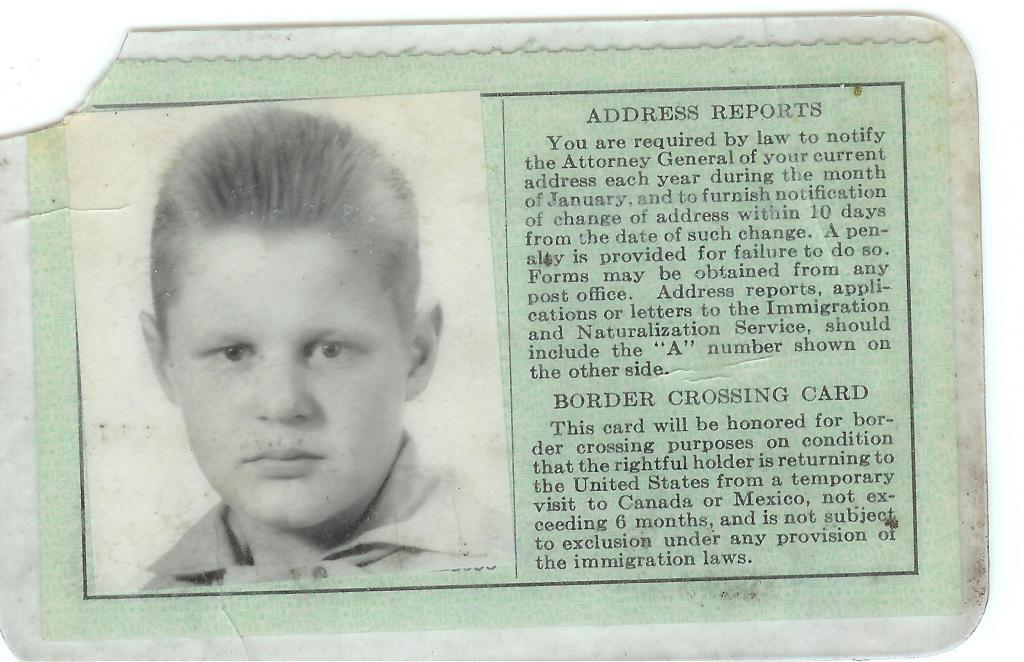 ADDRESS REPORTS
You are required by law to notify
the Attorney General of your current
address each year during the month
of January, and to furnish notification
of change of address within 10 days
from the date of such change. A pen-
alty is provided for failure to do so.
Forms may be obtained from any
post office. Address reports, appli-
cations or letters to the Immigration
and Naturalization Service, should
include the "A" number shown on
the other side.
BORDER CROSSING CARD
This card will be honored for bor-
der crossing purposes on condition
that the rightful holder is returning to
the United States from a temporary
visit to Canada or Mexico, not ex-
ceeding 6 months, and is not subject
to exclusion under any provision of
the immigration laws.